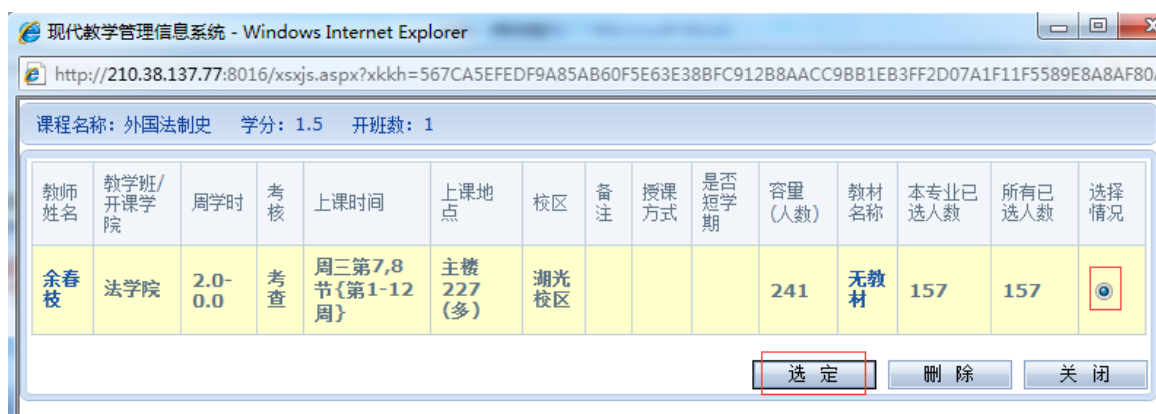 现代教学管理信息系统 - Windows Internet Explorer
http://210.38.137.77:8016/xsxjs.aspx?xkkh=567CA5EFEDF9A85AB60F5E63E38BFC912B8AACC9BB1EB3FF2D07A1F11F5589E8A8AF80
课程名称：外国法制史 学分：1.5 开班数：1
教师姓名 教学班/开课学院 周学时 考核 上课时间 上课地点 校区 备注 授课方式 是否短学期 容量(人数) 教材名称 本专业已选人数 所有已选人数 选择情况
余春枝 法学院 2.0-0.0 考查 周三第7,8节{第1-12周} 主楼227(多) 湖光校区 241 无教材 157 157
选 定 删 除 关 闭